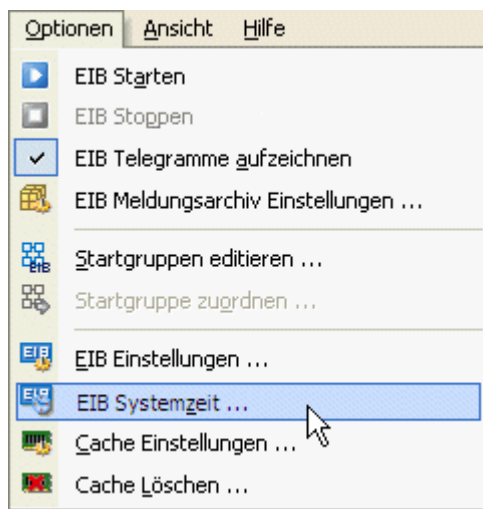 Optionen Ansicht Hilfe
EIB Starten
EIB Stoppen
EIB Telegramme aufzeichnen
EIB Meldungsarchiv Einstellungen ...
Startgruppen editieren ...
Startgruppe zuordnen ...
EIB Einstellungen ...
EIB Systemzeit ...
Cache Einstellungen ...
Cache Löschen ...